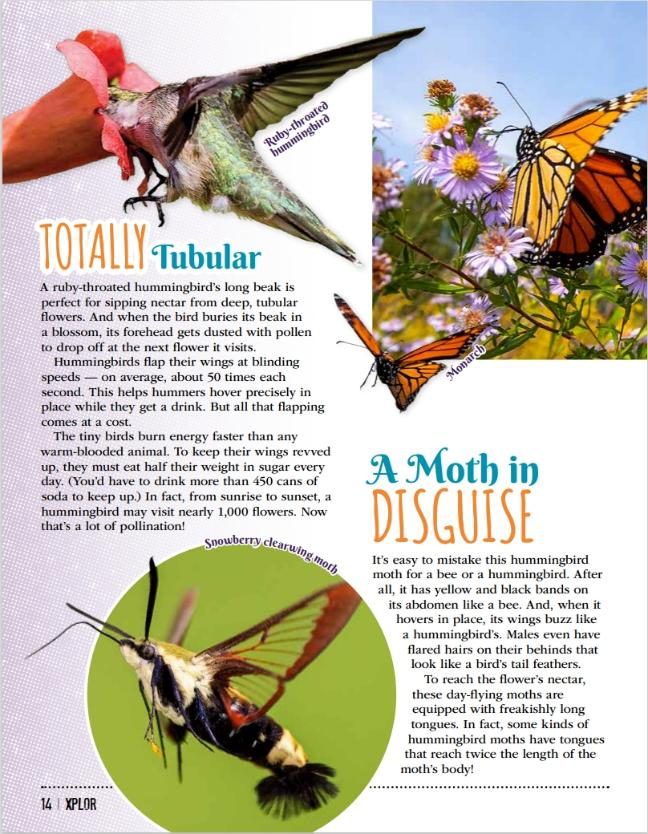 Ruby-throated
hummingbird
TOTALLY Tubular
A ruby-throated hummingbird's long beak is
perfect for sipping nectar from deep, tubular
flowers. And when the bird buries its beak in
a blossom, its forehead gets dusted with pollen
to drop off at the next flower it visits.
Hummingbirds flap their wings at blinding
speeds — on average, about 50 times each
second. This helps hummers hover precisely in
place while they get a drink. But all that flapping
comes at a cost.
The tiny birds burn energy faster than any
warm-blooded animal. To keep their wings revved
up, they must eat half their weight in sugar every
day. (You'd have to drink more than 450 cans of
soda to keep up.) In fact, from sunrise to sunset, a
hummingbird may visit nearly 1,000 flowers. Now
that's a lot of pollination!
Monarch
A Moth in
DISGUISE
It's easy to mistake this hummingbird
moth for a bee or a hummingbird. After
all, it has yellow and black bands on
its abdomen like a bee. And, when it
hovers in place, its wings buzz like
a hummingbird's. Males even have
flared hairs on their behinds that
look like a bird's tail feathers.
To reach the flower's nectar,
these day-flying moths are
equipped with freakishly long
tongues. In fact, some kinds of
hummingbird moths have tongues
that reach twice the length of the
moth's body!
Snowberry clearwing moth
14 | XPLOR